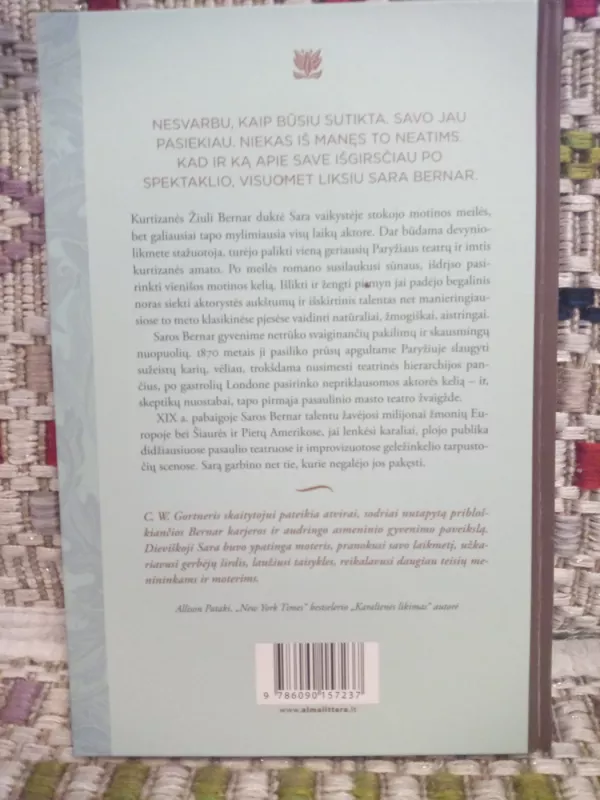 NESVARBU, KAIP BŪSIU SUTIKTA. SAVO JAU
PASIEKIAU. NIEKAS IŠ MANĘS TO NEATIMS.
KAD IR KĄ APIE SAVE IŠGIRSČIAU PO
SPEKTAKLIO, VISUOMET LIKSIU SARA BERNAR.
Kurtizanės Žiuli Bernar duktė Sara vaikystėje stokojo motinos meilės,
bet galiausiai tapo mylimiausia visų laikų aktore. Dar būdama devynio-
likmetė stažuotoja, turėjo palikti vieną geriausių Paryžiaus teatrų ir imtis
kurtizanės amato. Po meilės romano susilaukusi sūnaus, išdrįso pasi-
rinkti vienišos motinos kelią. Išlikti ir žengti pirmyn jai padėjo begalinis
noras siekti aktorystės aukštumų ir išskirtinis talentas net manieringiau-
siose to meto klasikinėse pjesėse vaidinti natūraliai, žmogiškai, aistringai.
Saros Bernar gyvenime netrūko svaiginančių pakilimų ir skausmingų
nuopuolių. 1870 metais ji pasiliko prūsų apgultame Paryžiuje slaugyti
sužeistų karių, vėliau, trokšdama nusimesti teatrinės hierarchijos pan-
čius, po gastrolių Londone pasirinko nepriklausomos aktorės kelią – ir,
skeptikų nuostabai, tapo pirmąja pasaulinio masto teatro žvaigžde.
XIX a. pabaigoje Saros Bernar talentu žavėjosi milijonai žmonių Eu-
ropoje bei Šiaurės ir Pietų Amerikose, jai lenkėsi karaliai, plojo publika
didžiausiuose pasaulio teatruose ir improvizuotose geležinkelio tarpusto-
čių scenose. Sarą garbino net tie, kurie negalėjo jos pakęsti.
C. W. Gortneris skaitytojui pateikia atvirai, sodriai nutapytą pribloš-
kiančios Bernar karjeros ir audringo asmeninio gyvenimo paveikslą.
Dieviškoji Sara buvo ypatinga moteris, pranokusi savo laikmetį, užka-
riavusi gerbėjų širdis, laužiusi taisykles, reikalavusi daugiau teisių me-
nininkams ir moterims.
Allison Pataki, „New York Times“ bestselerio „Karalienės likimas“ autorė
9 786090 157237
www.almalittera.lt